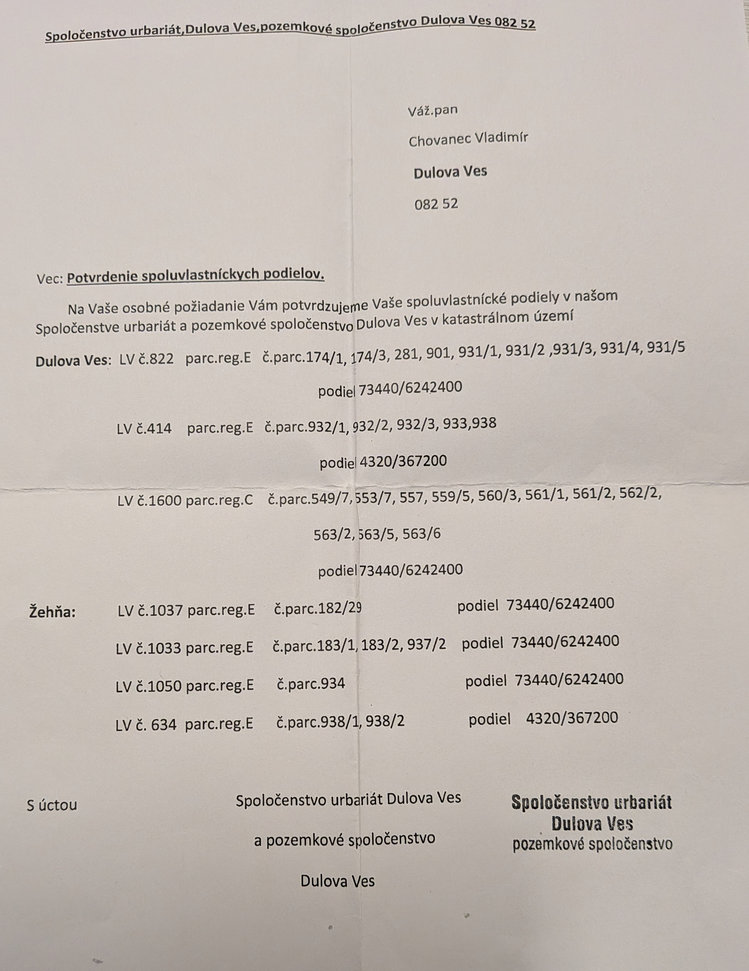 Spoločenstvo urbariát,Dulova Ves,pozemkové spoločenstvo Dulova Ves 082 52
Váž.pan
Chovanec Vladimír
Dulova Ves
082 52
Vec: Potvrdenie spoluvlastníckych podielov.
Na Vaše osobné požiadanie Vám potvrdzujeme Vaše spoluvlastnícké podiely v našom
Spoločenstve urbariát a pozemkové spoločenstvo Dulova Ves v katastrálnom území
Dulova Ves: LV č.822 parc.reg.E č.parc.174/1, 174/3, 281, 901, 931/1, 931/2 ,931/3, 931/4, 931/5
podiel 73440/6242400
LV č.414 parc.reg.E č.parc.932/1, 932/2, 932/3, 933,938
podiel 4320/367200
LV č.1600 parc.reg.C č.parc.549/7, 553/7, 557, 559/5, 560/3, 561/1, 561/2, 562/2,
563/2, 563/5, 563/6
podiel 73440/6242400
Žehňa: LV č.1037 parc.reg.E č.parc.182/29 podiel 73440/6242400
LV č.1033 parc.reg.E č.parc.183/1, 183/2, 937/2 podiel 73440/6242400
LV č.1050 parc.reg.E č.parc.934 podiel 73440/6242400
LV č. 634 parc.reg.E č.parc.938/1, 938/2 podiel 4320/367200
S úctou Spoločenstvo urbariát Dulova Ves
a pozemkové spoločenstvo
Dulova Ves
Spoločenstvo urbariát
Dulova Ves
pozemkové spoločenstvo